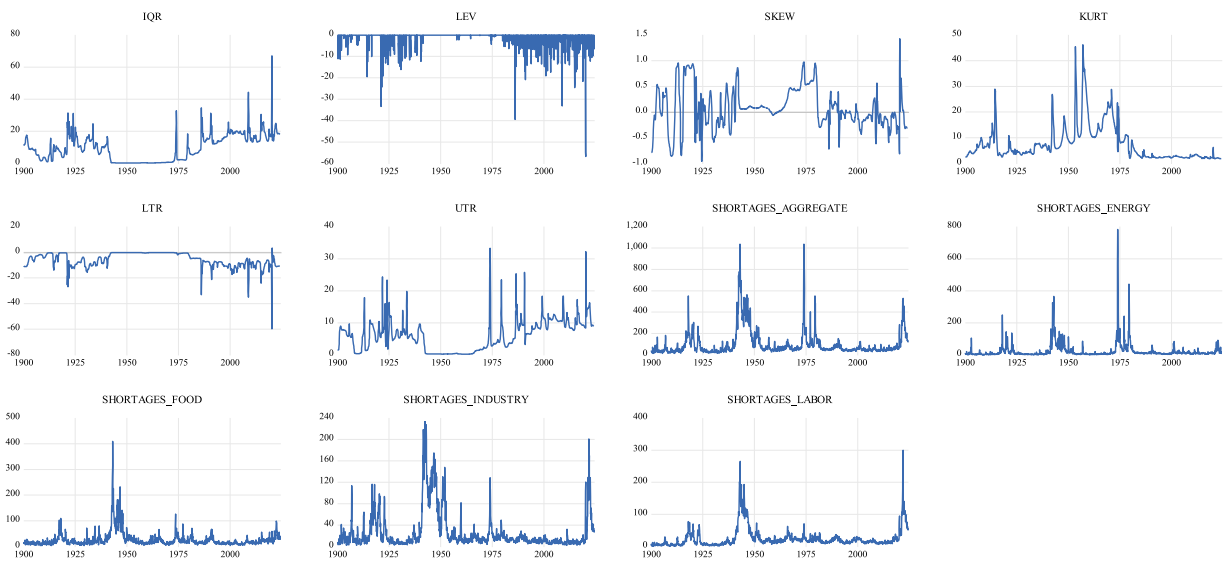 IQR
80
60
40
20
0
1900 1925 1950 1975 2000
LEV
0
-10
-20
-30
-40
-50
-60
1900 1925 1950 1975 2000
SKEW
1.5
1.0
0.5
0.0
-0.5
-1.0
1900 1925 1950 1975 2000
KURT
50
40
30
20
10
0
1900 1925 1950 1975 2000
LTR
20
0
-20
-40
-60
-80
1900 1925 1950 1975 2000
UTR
40
30
20
10
0
1900 1925 1950 1975 2000
SHORTAGES_AGGREGATE
1,200
1,000
800
600
400
200
0
1900 1925 1950 1975 2000
SHORTAGES_ENERGY
800
600
400
200
0
1900 1925 1950 1975 2000
SHORTAGES_FOOD
500
400
300
200
100
0
1900 1925 1950 1975 2000
SHORTAGES_INDUSTRY
240
200
160
120
80
40
0
1900 1925 1950 1975 2000
SHORTAGES_LABOR
400
300
200
100
0
1900 1925 1950 1975 2000